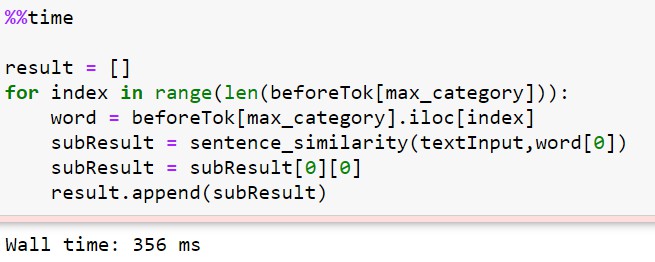 %%time
result = []
for index in range(len(beforeTok[max_category])):
    word = beforeTok[max_category].iloc[index]
    subResult = sentence_similarity(textInput,word[0])
    subResult = subResult[0][0]
    result.append(subResult)
Wall time: 356 ms